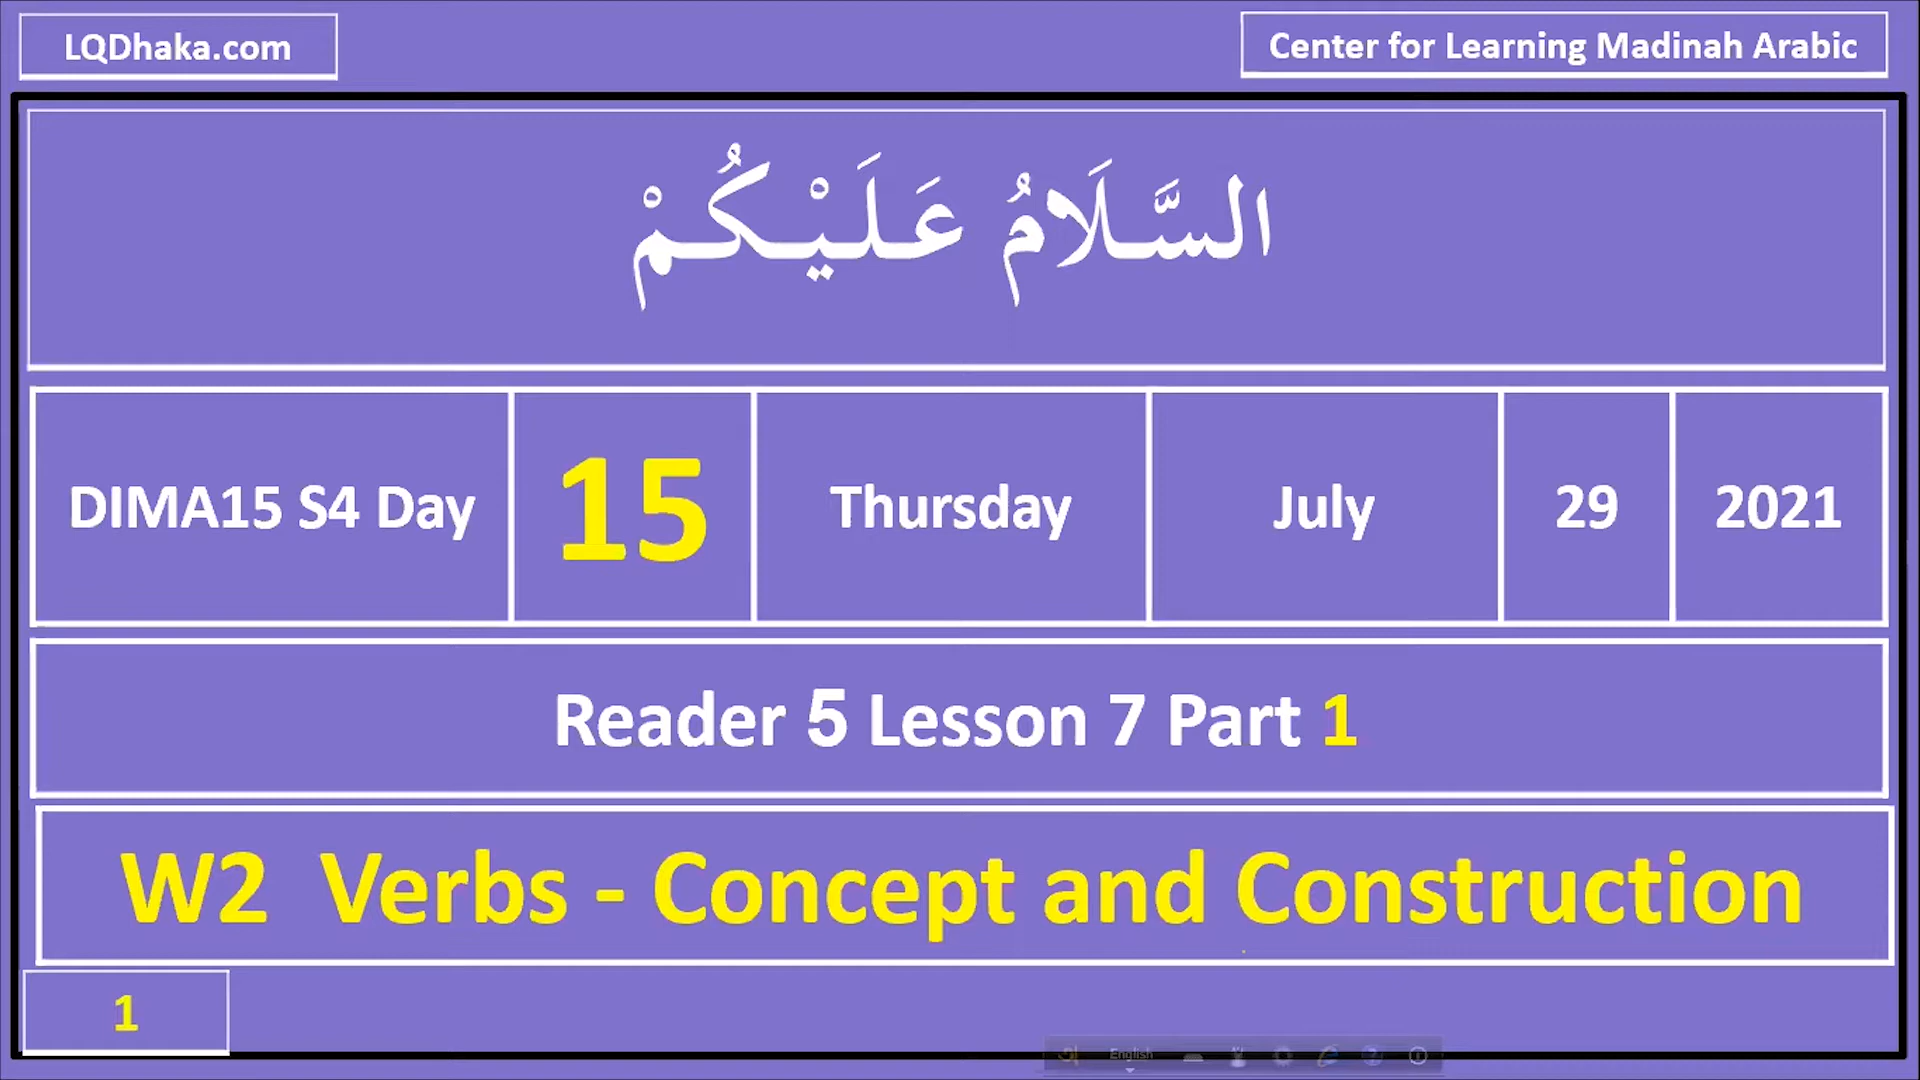 LQDhaka.com
Center for Learning Madinah Arabic
السَّلَامُ عَلَيْكُمْ
DIMA15 S4 Day 15 Thursday July 29 2021
Reader 5 Lesson 7 Part 1
W2 Verbs - Concept and Construction
1
English